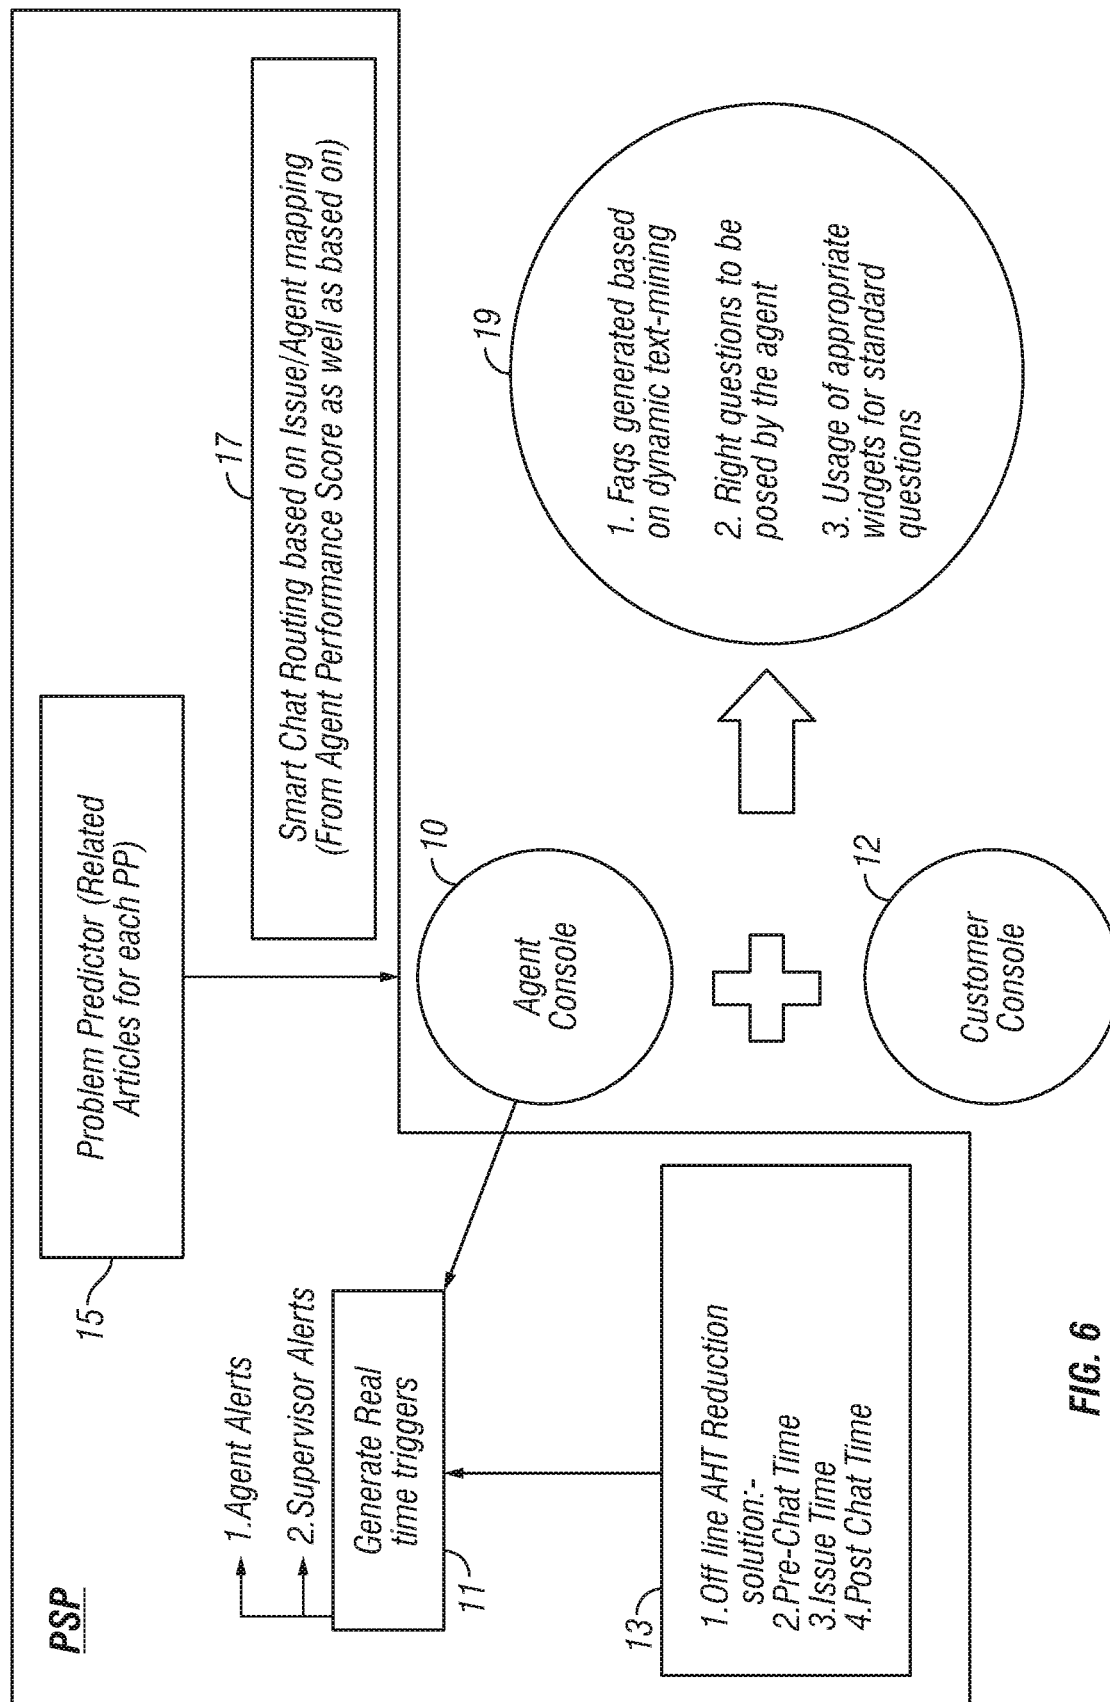 PSP
Problem Predictor (Related
Articles for each PP)
15
17
Smart Chat Routing based on Issue/Agent mapping
(From Agent Performance Score as well as based on)
1.Agent Alerts
2.Supervisor Alerts
Generate Real
time triggers
11
10
Agent
Console
19
1. Faqs generated based
on dynamic text-mining
2. Right questions to be
posed by the agent
3. Usage of appropriate
widgets for standard
questions
13
1.Off line AHT Reduction
solution:-
2.Pre-Chat Time
3.Issue Time
4.Post Chat Time
12
Customer
Console
FIG. 6